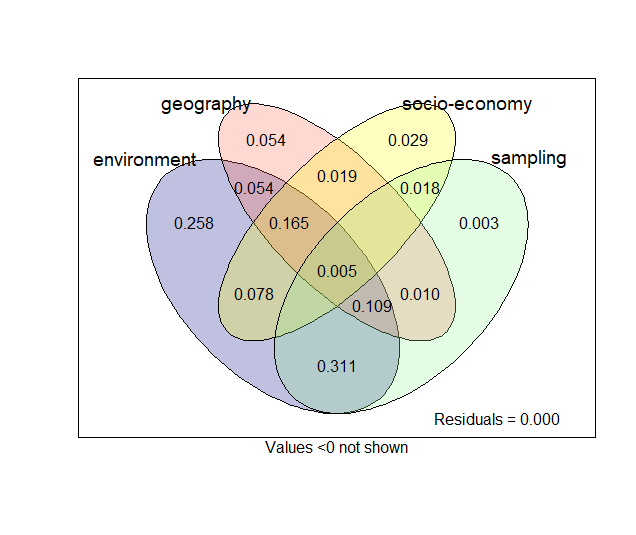 geography socio-economy
environment sampling
0.054 0.029
0.019
0.054 0.018
0.258 0.165 0.003
0.005
0.078 0.109 0.010
0.311
Residuals = 0.000
Values <0 not shown